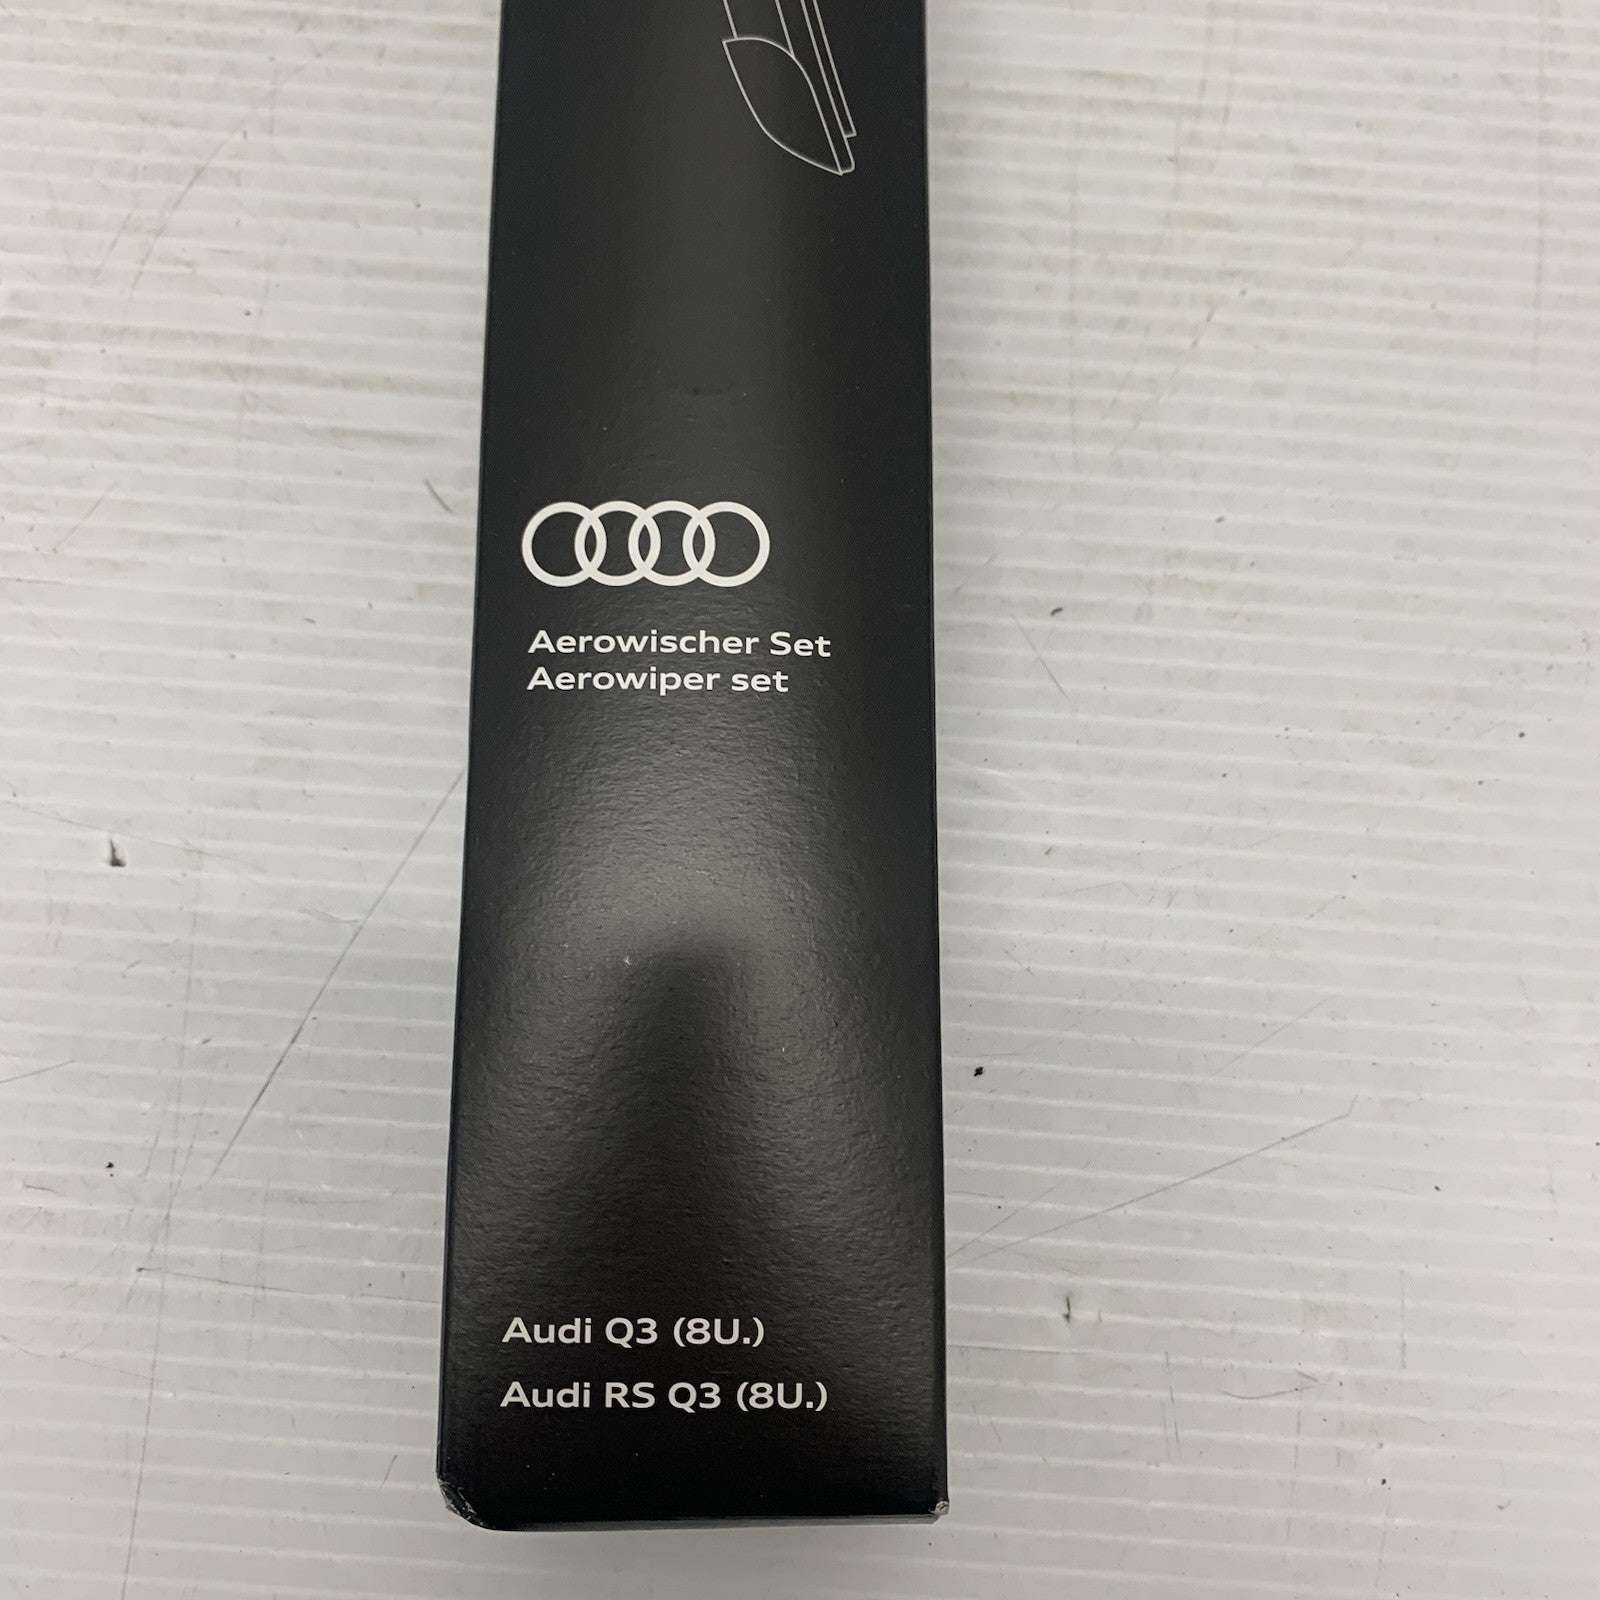 Aerowischer Set
Aerowiper set
Audi Q3 (8U.)
Audi RS Q3 (8U.)